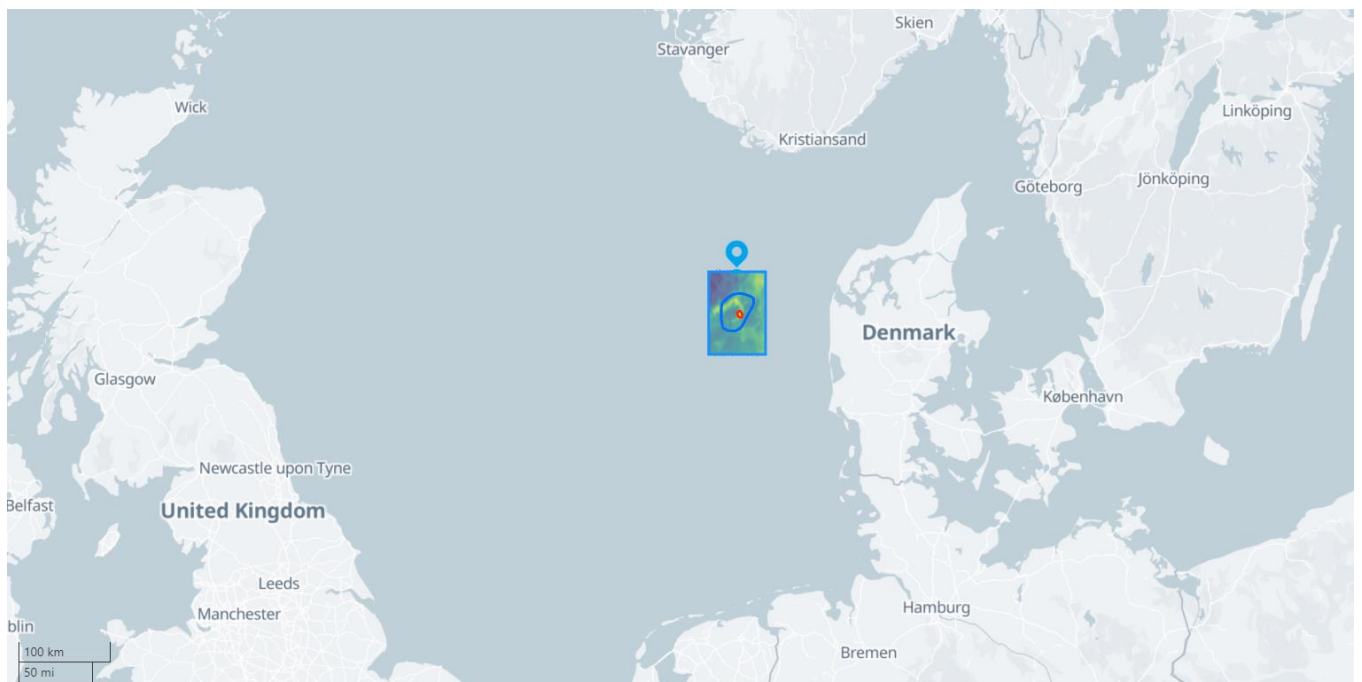 Skien
Stavanger
Wick
Linköping
Kristiansand
Jönköping
Göteborg
Denmark
Glasgow
København
Newcastle upon Tyne
Belfast
United Kingdom
Leeds
Hamburg
Manchester
blin
100 km
Bremen
50 mi